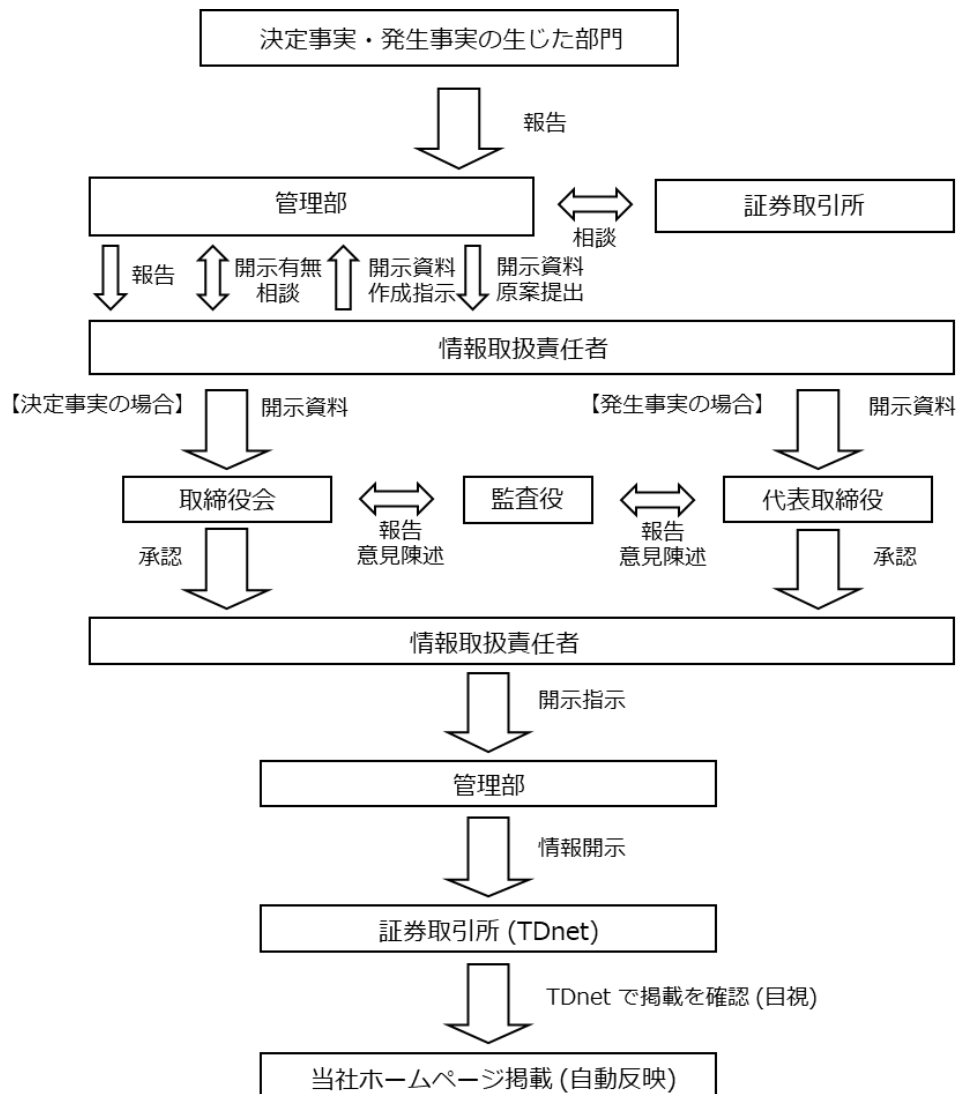 決定事実・発生事実の生じた部門
報告
管理部
証券取引所
相談
報告
開示有無
相談
開示資料
作成指示
開示資料
原案提出
情報取扱責任者
【決定事実の場合】
開示資料
【発生事実の場合】
開示資料
取締役会
監査役
代表取締役
報告
意見陳述
報告
意見陳述
承認
承認
情報取扱責任者
開示指示
管理部
情報開示
証券取引所 (TDnet)
TDnet で掲載を確認 (目視)
当社ホームページ掲載 (自動反映)